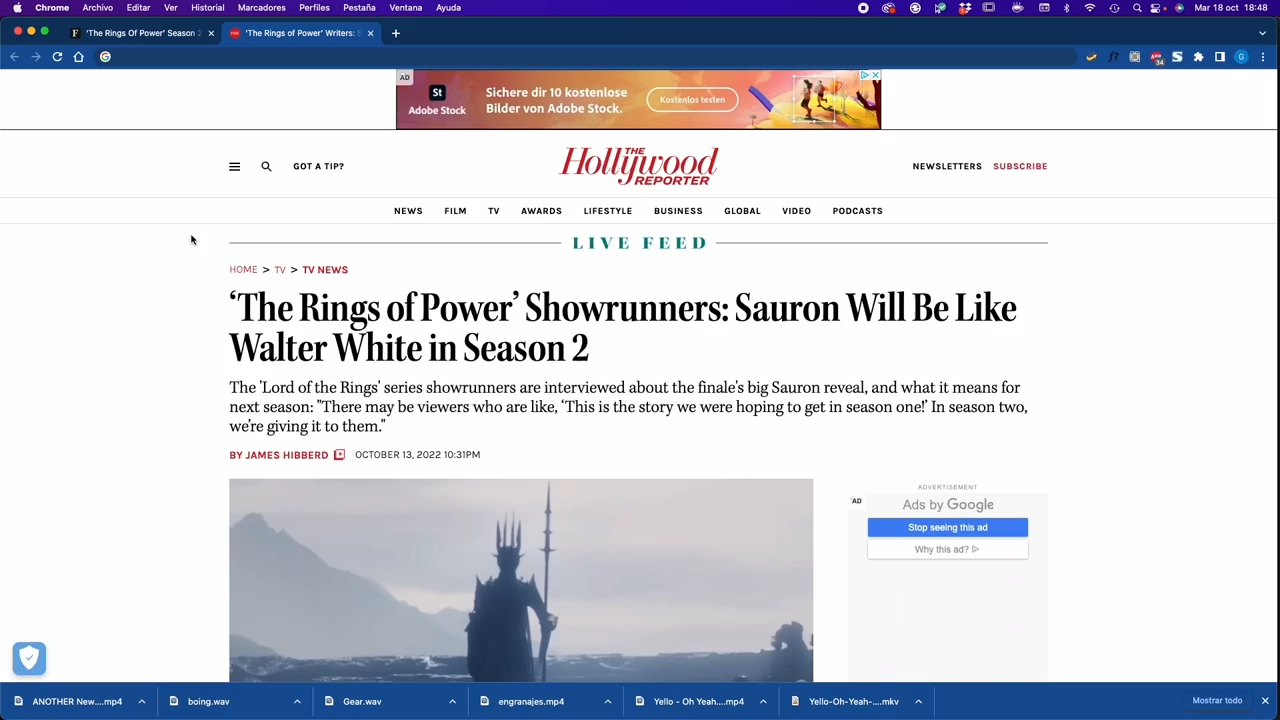 Chrome Archivo Editar Ver Historial Marcadores Perfiles Pestaña Ventana Ayuda
Mar 18 oct 18:48
'The Rings Of Power' Season 2
'The Rings of Power' Writers: S
AD
St
Adobe Stock
Sichere dir 10 kostenlose
Bilder von Adobe Stock.
Kostenlos testen
GOT A TIP?
THE
Hollywood
REPORTER
NEWSLETTERS SUBSCRIBE
NEWS FILM TV AWARDS LIFESTYLE BUSINESS GLOBAL VIDEO PODCASTS
LIVE FEED
HOME > TV > TV NEWS
‘The Rings of Power’ Showrunners: Sauron Will Be Like
Walter White in Season 2
The 'Lord of the Rings' series showrunners are interviewed about the finale's big Sauron reveal, and what it means for
next season: "There may be viewers who are like, ‘This is the story we were hoping to get in season one!’ In season two,
we’re giving it to them."
BY JAMES HIBBERD OCTOBER 13, 2022 10:31PM
ADVERTISEMENT
AD
Ads by Google
Stop seeing this ad
Why this ad?
ANOTHER New....mp4
boing.wav
Gear.wav
engranajes.mp4
Yello - Oh Yeah....mp4
Yello-Oh-Yeah-....mkv
Mostrar todo